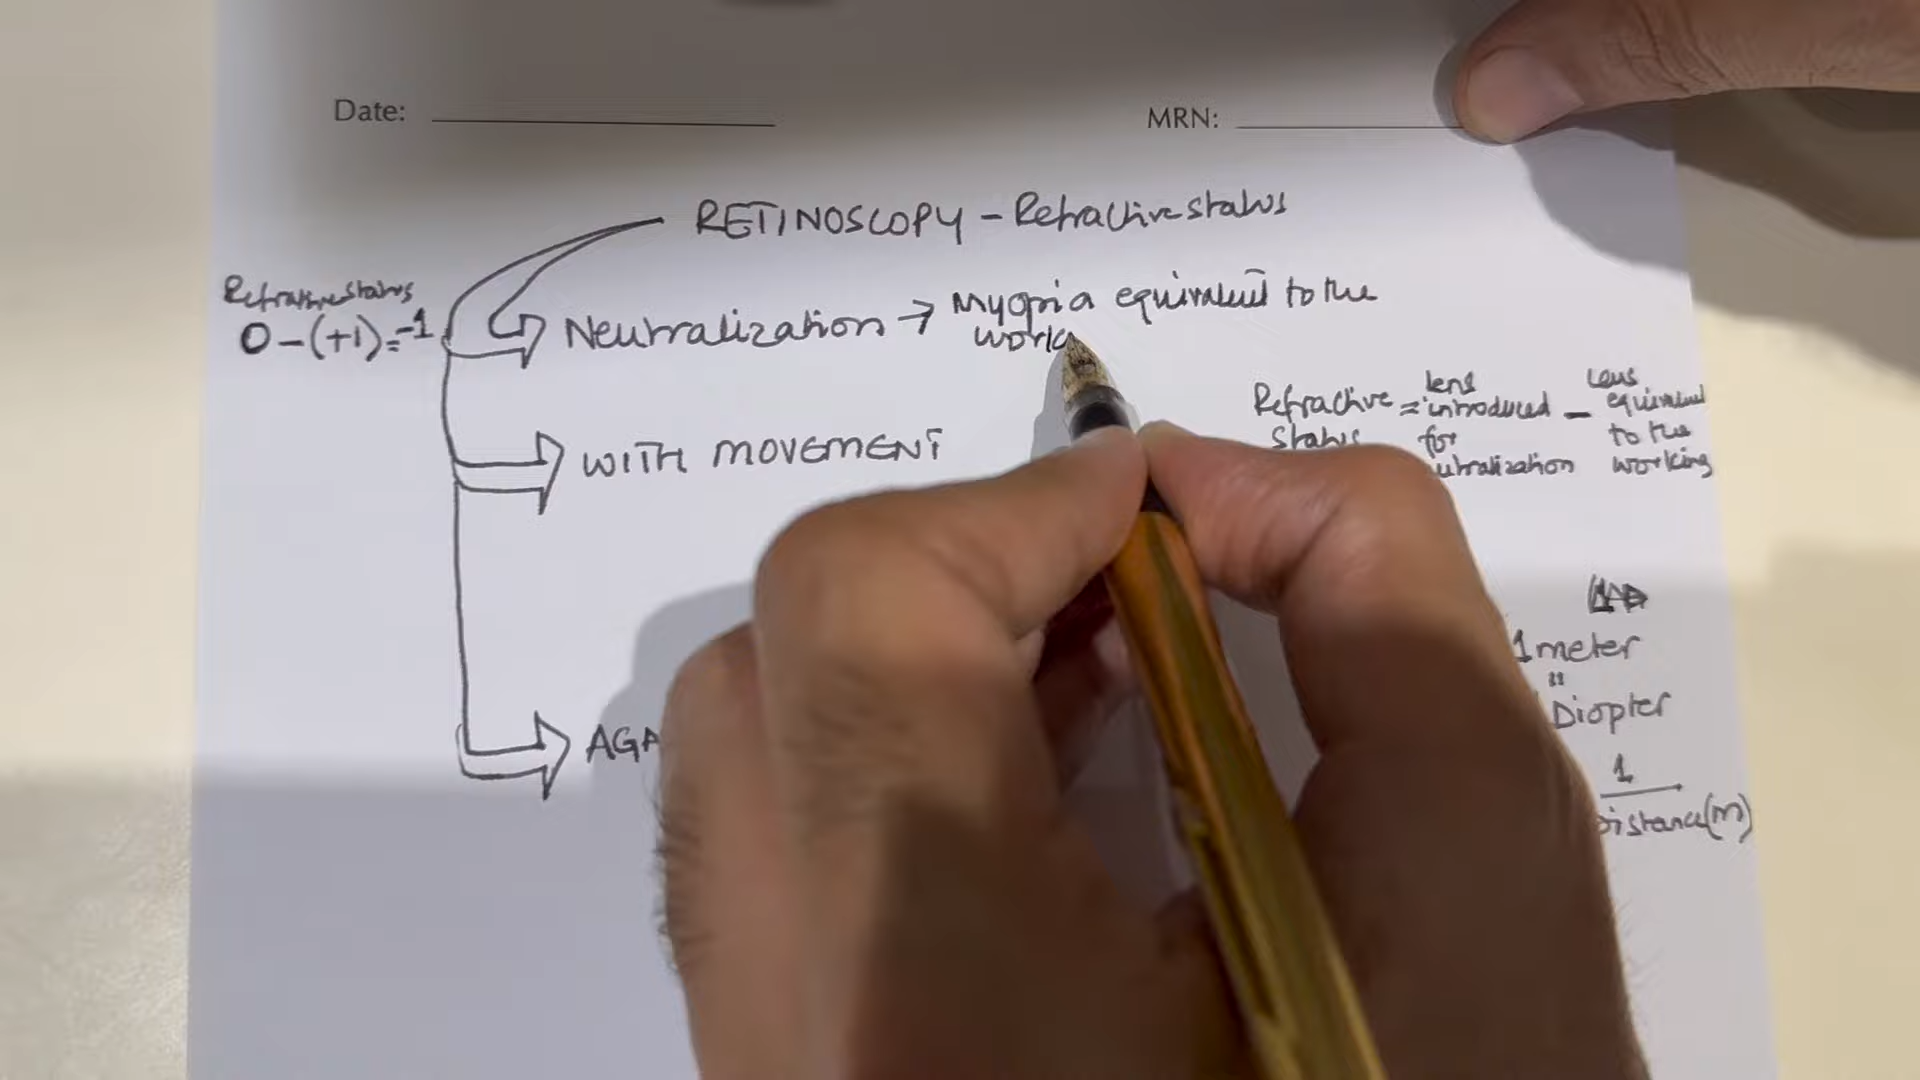 Date:
MRN:
RETINOSCOPY - Refractive status
Refractive status
0 - (+1) = -1
Neutralization → Myopia equivalent to the
work
WITH MOVEMENT
AGA
Refractive = lens introduced for - Lens equivalent to the working
status
1 meter
"
Diopter
1
Distance (m)